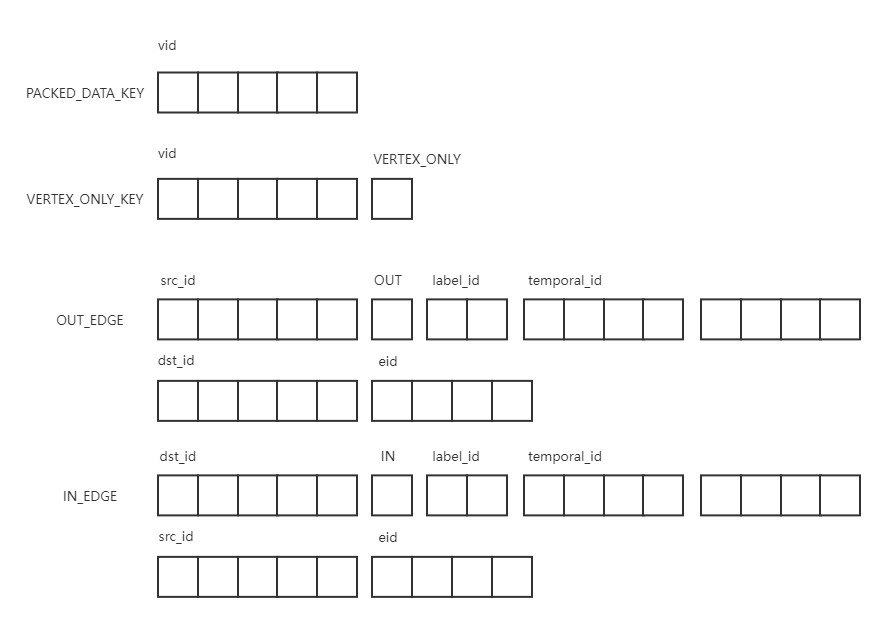 vid
PACKED_DATA_KEY
vid
VERTEX_ONLY
VERTEX_ONLY_KEY
src_id OUT label_id temporal_id
OUT_EDGE
dst_id eid
dst_id IN label_id temporal_id
IN_EDGE
src_id eid